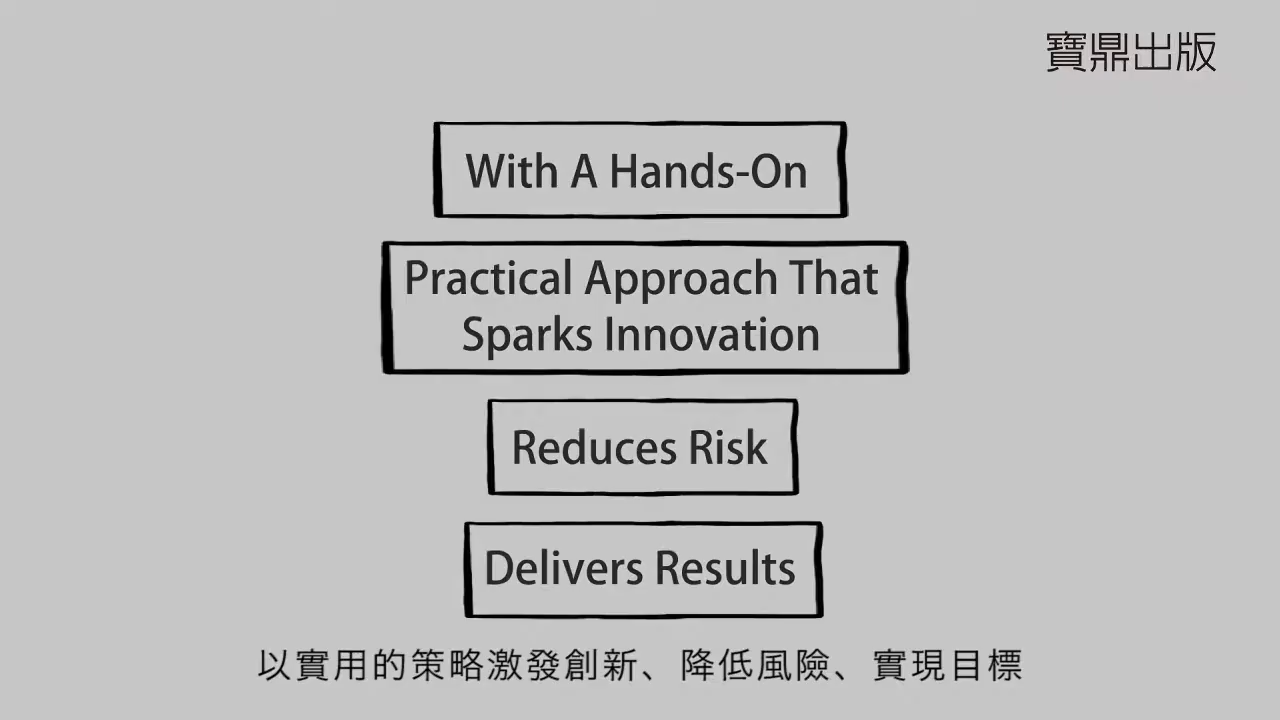 寶鼎出版
With A Hands-On
Practical Approach That
Sparks Innovation
Reduces Risk
Delivers Results
以實用的策略激發創新、降低風險、實現目標